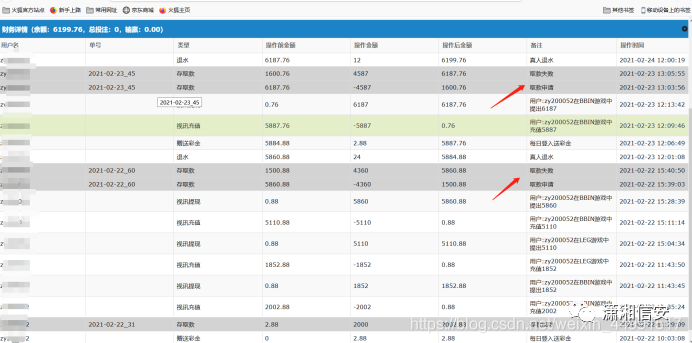 火狐官方站点 新手上路 常用网址 京东商城 火狐主页 其他书签 移动设备上的书签
财务详情（余额：6199.76，总投注：0，输赢：0.00）
用户名 单号 类型 操作前金额 操作金额 操作后金额 备注 操作时间
退水 6187.76 12 6199.76 真人退水 2021-02-24 12:00:19
zy 2021-02-23_45 存取款 1600.76 4587 6187.76 取款失败 2021-02-23 13:05:55
zy 2021-02-23_45 存取款 6187.76 -4587 1600.76 取款申请 2021-02-23 13:03:56
2021-02-23_45
zy 0.76 6187 6187.76 用户:zy200052在BBIN游戏中
提出6187 2021-02-23 12:13:42
视讯充值 5887.76 -5887 0.76 用户:zy200052在BBIN游戏中
充值5887 2021-02-23 12:09:46
赠送彩金 5884.88 2.88 5887.76 每日登入送彩金 2021-02-23 12:06:49
退水 5860.88 24 5884.88 真人退水 2021-02-23 12:01:08
2021-02-22_60 存取款 1500.88 4360 5860.88 取款失败 2021-02-22 15:40:50
2021-02-22_60 存取款 5860.88 -4360 1500.88 取款申请 2021-02-22 15:39:03
视讯提现 0.88 5860 5860.88 用户:zy200052在BBIN游戏中
提出5860 2021-02-22 15:28:39
视讯充值 5110.88 -5110 0.88 用户:zy200052在BBIN游戏中
充值5110 2021-02-22 15:11:14
视讯提现 0.88 5110 5110.88 用户:zy200052在LEG游戏中
提出5110 2021-02-22 15:04:34
视讯充值 1852.88 -1852 0.88 用户:zy200052在LEG游戏中
充值1852 2021-02-22 11:43:50
视讯提现 0.88 1852 1852.88 用户:zy200052在BBIN游戏中
提出1852 2021-02-22 11:43:45
视讯充值 2002.88 -2002 0.88 用户:zy200052在BBIN游戏中
充值2002 2021-02-22
潇湘信安
2021-02-22_31 存取款 2.88 2000 2002.88
赠送彩金 0 2.88 2.88 每日登入送彩金 2021-02-22 10:03:08